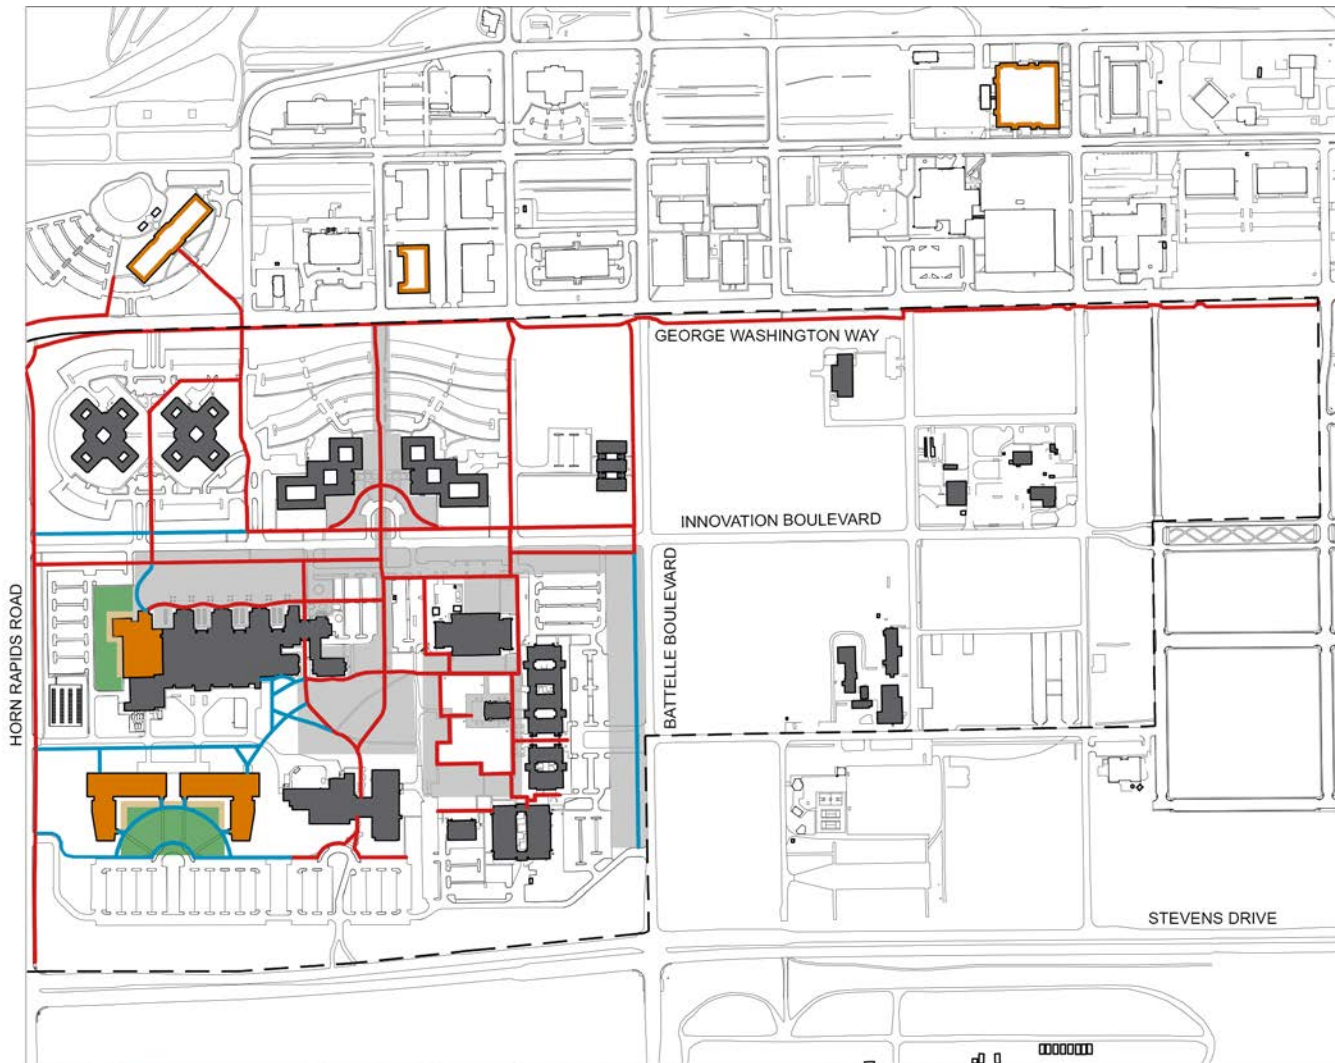 GEORGE WASHINGTON WAY
INNOVATION BOULEVARD
HORN RAPIDS ROAD
BATTELLE BOULEVARD
STEVENS DRIVE